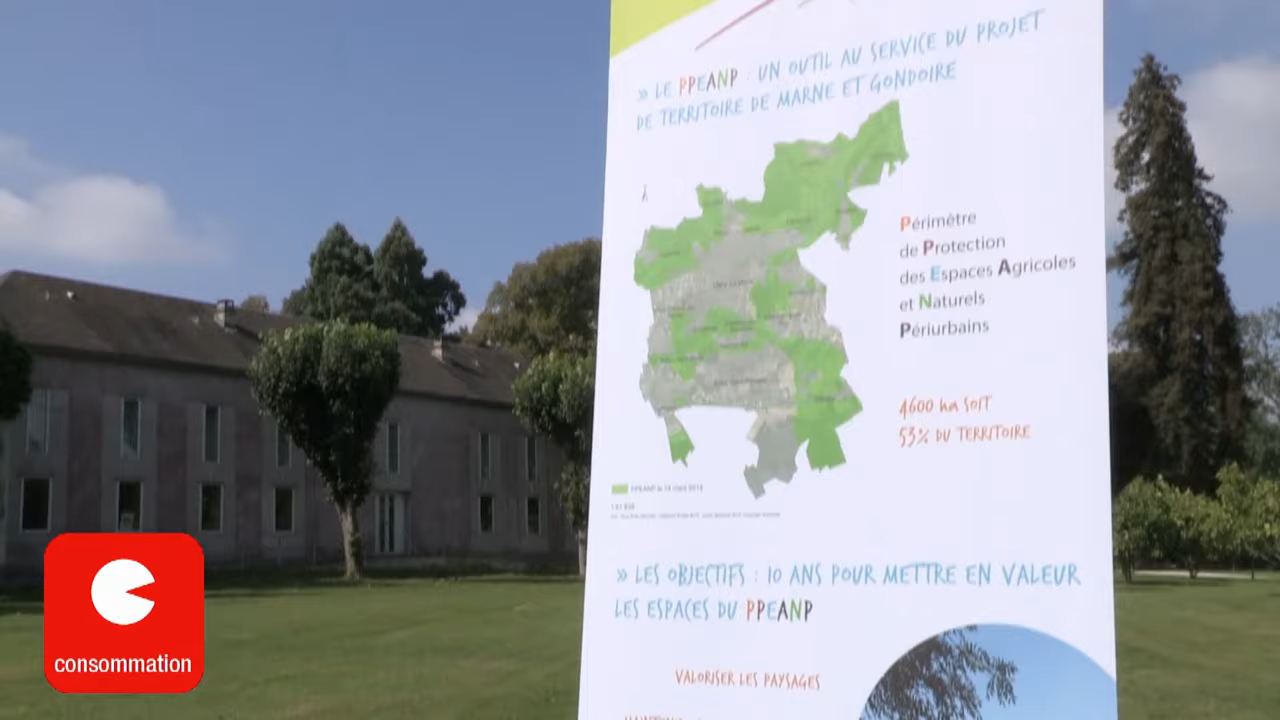 » LE PPEANP : UN OUTIL AU SERVICE DU PROJET
DE TERRITOIRE DE MARNE ET GONDOIRE
Périmètre
de Protection
des Espaces Agricoles
et Naturels
Périurbains
4600 ha SOIT
53% DU TERRITOIRE
» LES OBJECTIFS : 10 ANS POUR METTRE EN VALEUR
LES ESPACES DU PPEANP
VALORISER LES PAYSAGES
consommation